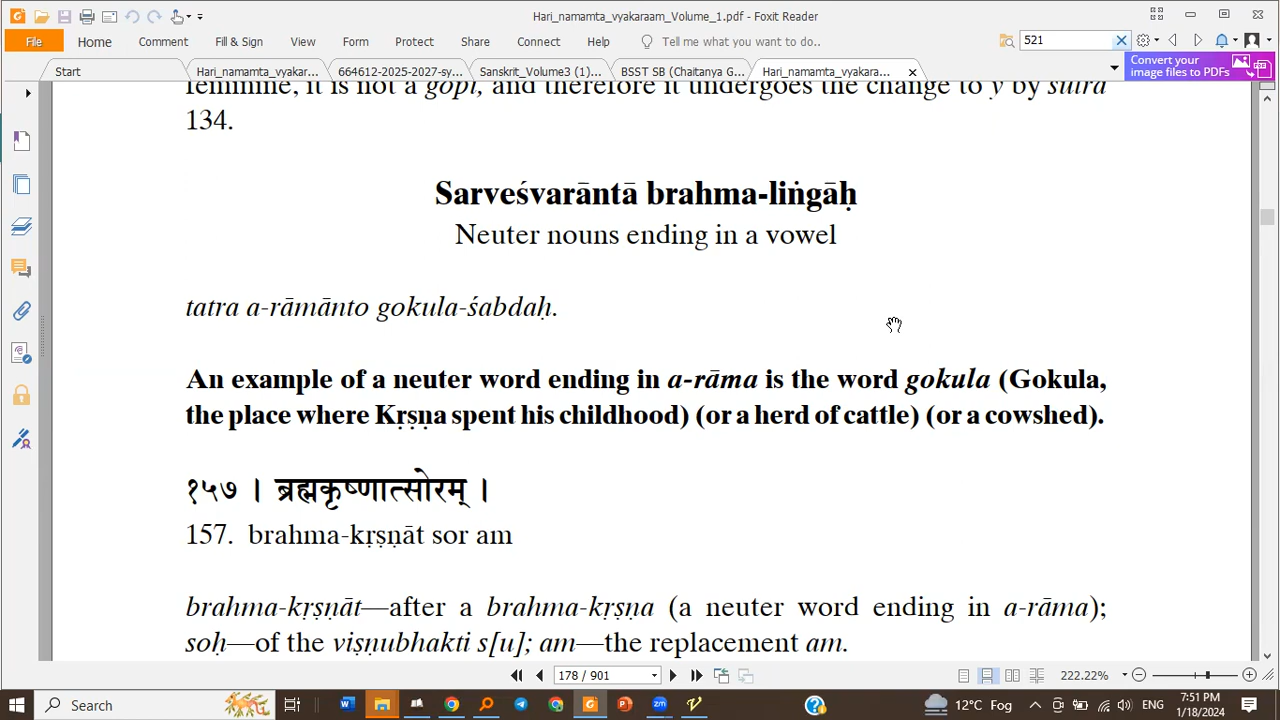 Hari_namamta_vyakaraam_Volume_1.pdf - Foxit Reader
File Home Comment Fill & Sign View Form Protect Share Connect Help Tell me what you want to do.. 521
Start Hari_namamta_vyakar... 664612-2025-2027-sy... Sanskrit_Volume3 (1)... BSST SB (Chaitanya G... Hari_namamta_vyakara... Convert your
image files to PDFs
feminine, it is not a gopī, and therefore it undergoes the change to y by sūtra
134.
Sarveśvarāntā brahma-liṅgāḥ
Neuter nouns ending in a vowel
tatra a-rāmānto gokula-śabdaḥ.
An example of a neuter word ending in a-rāma is the word gokula (Gokula,
the place where Kṛṣṇa spent his childhood) (or a herd of cattle) (or a cowshed).
१५७ । ब्रह्मकृष्णात्सोरम् ।
157. brahma-kṛṣṇāt sor am
brahma-kṛṣṇāt—after a brahma-kṛṣṇa (a neuter word ending in a-rāma);
soḥ—of the viṣṇubhakti s[u]; am—the replacement am.
178 / 901 222.22%
Search 12°C Fog ENG 7:51 PM
1/18/2024